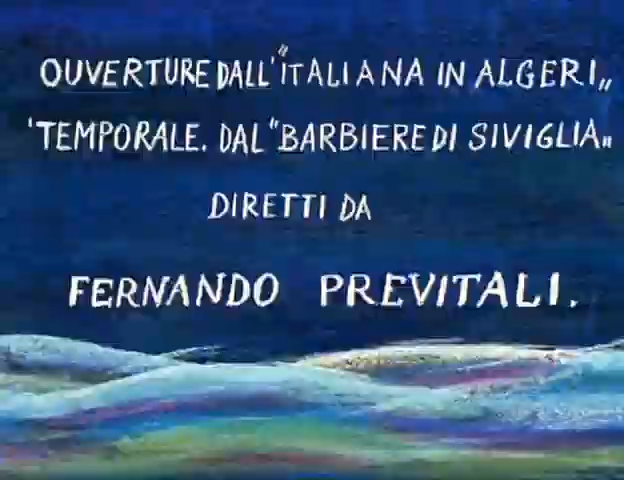 OUVERTURE DALL'"ITALIANA IN ALGERI„
'TEMPORALE. DAL "BARBIERE DI SIVIGLIA„
DIRETTI DA
FERNANDO PREVITALI.